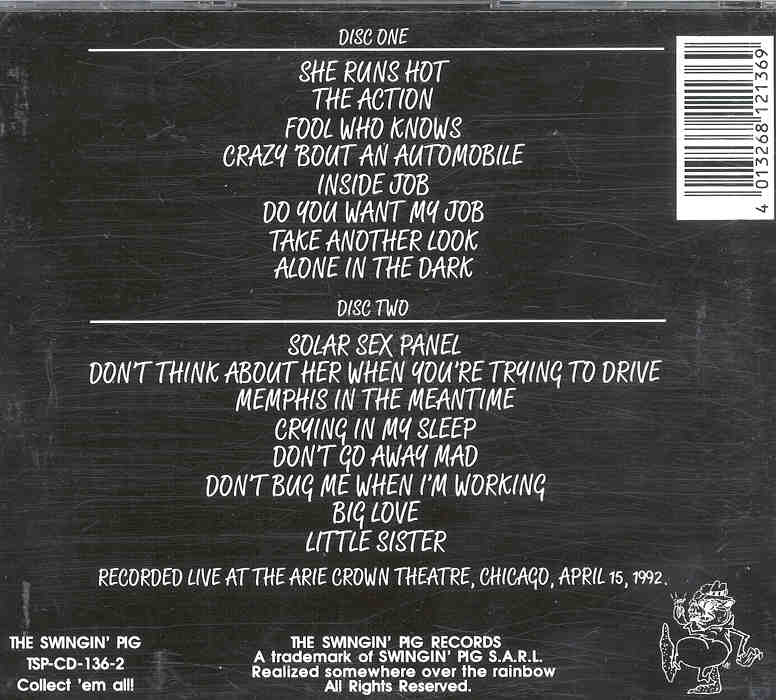 DISC ONE
SHE RUNS HOT
THE ACTION
FOOL WHO KNOWS
CRAZY 'BOUT AN AUTOMOBILE
INSIDE JOB
DO YOU WANT MY JOB
TAKE ANOTHER LOOK
ALONE IN THE DARK
DISC TWO
SOLAR SEX PANEL
DON'T THINK ABOUT HER WHEN YOU'RE TRYING TO DRIVE
MEMPHIS IN THE MEANTIME
CRYING IN MY SLEEP
DON'T GO AWAY MAD
DON'T BUG ME WHEN I'M WORKING
BIG LOVE
LITTLE SISTER
RECORDED LIVE AT THE ARIE CROWN THEATRE, CHICAGO, APRIL 15, 1992.
4 013268 121369
THE SWINGIN' PIG
TSP-CD-136-2
Collect 'em all!
THE SWINGIN' PIG RECORDS
A trademark of SWINGIN' PIG S.A.R.L.
Realized somewhere over the rainbow
All Rights Reserved.